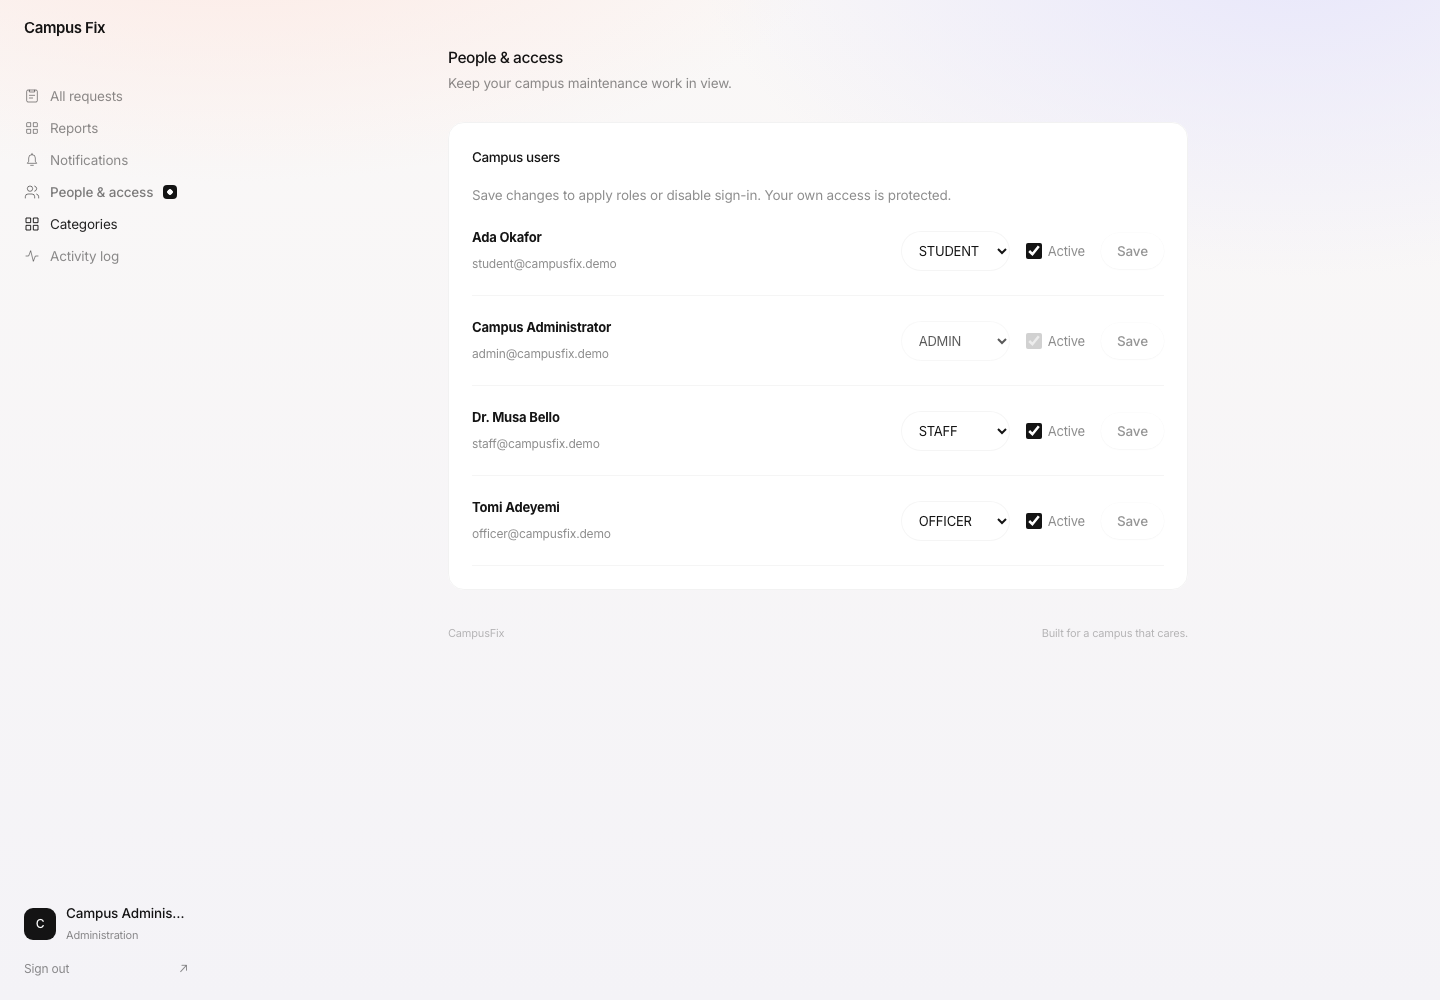 Campus Fix
All requests
Reports
Notifications
People & access
Categories
Activity log
Campus Adminis...
C
Administration
Sign out
People & access
Keep your campus maintenance work in view.
Campus users
Save changes to apply roles or disable sign-in. Your own access is protected.
Ada Okafor
student@campusfix.demo
STUDENT Active Save
Campus Administrator
admin@campusfix.demo
ADMIN Active Save
Dr. Musa Bello
staff@campusfix.demo
STAFF Active Save
Tomi Adeyemi
officer@campusfix.demo
OFFICER Active Save
CampusFix
Built for a campus that cares.